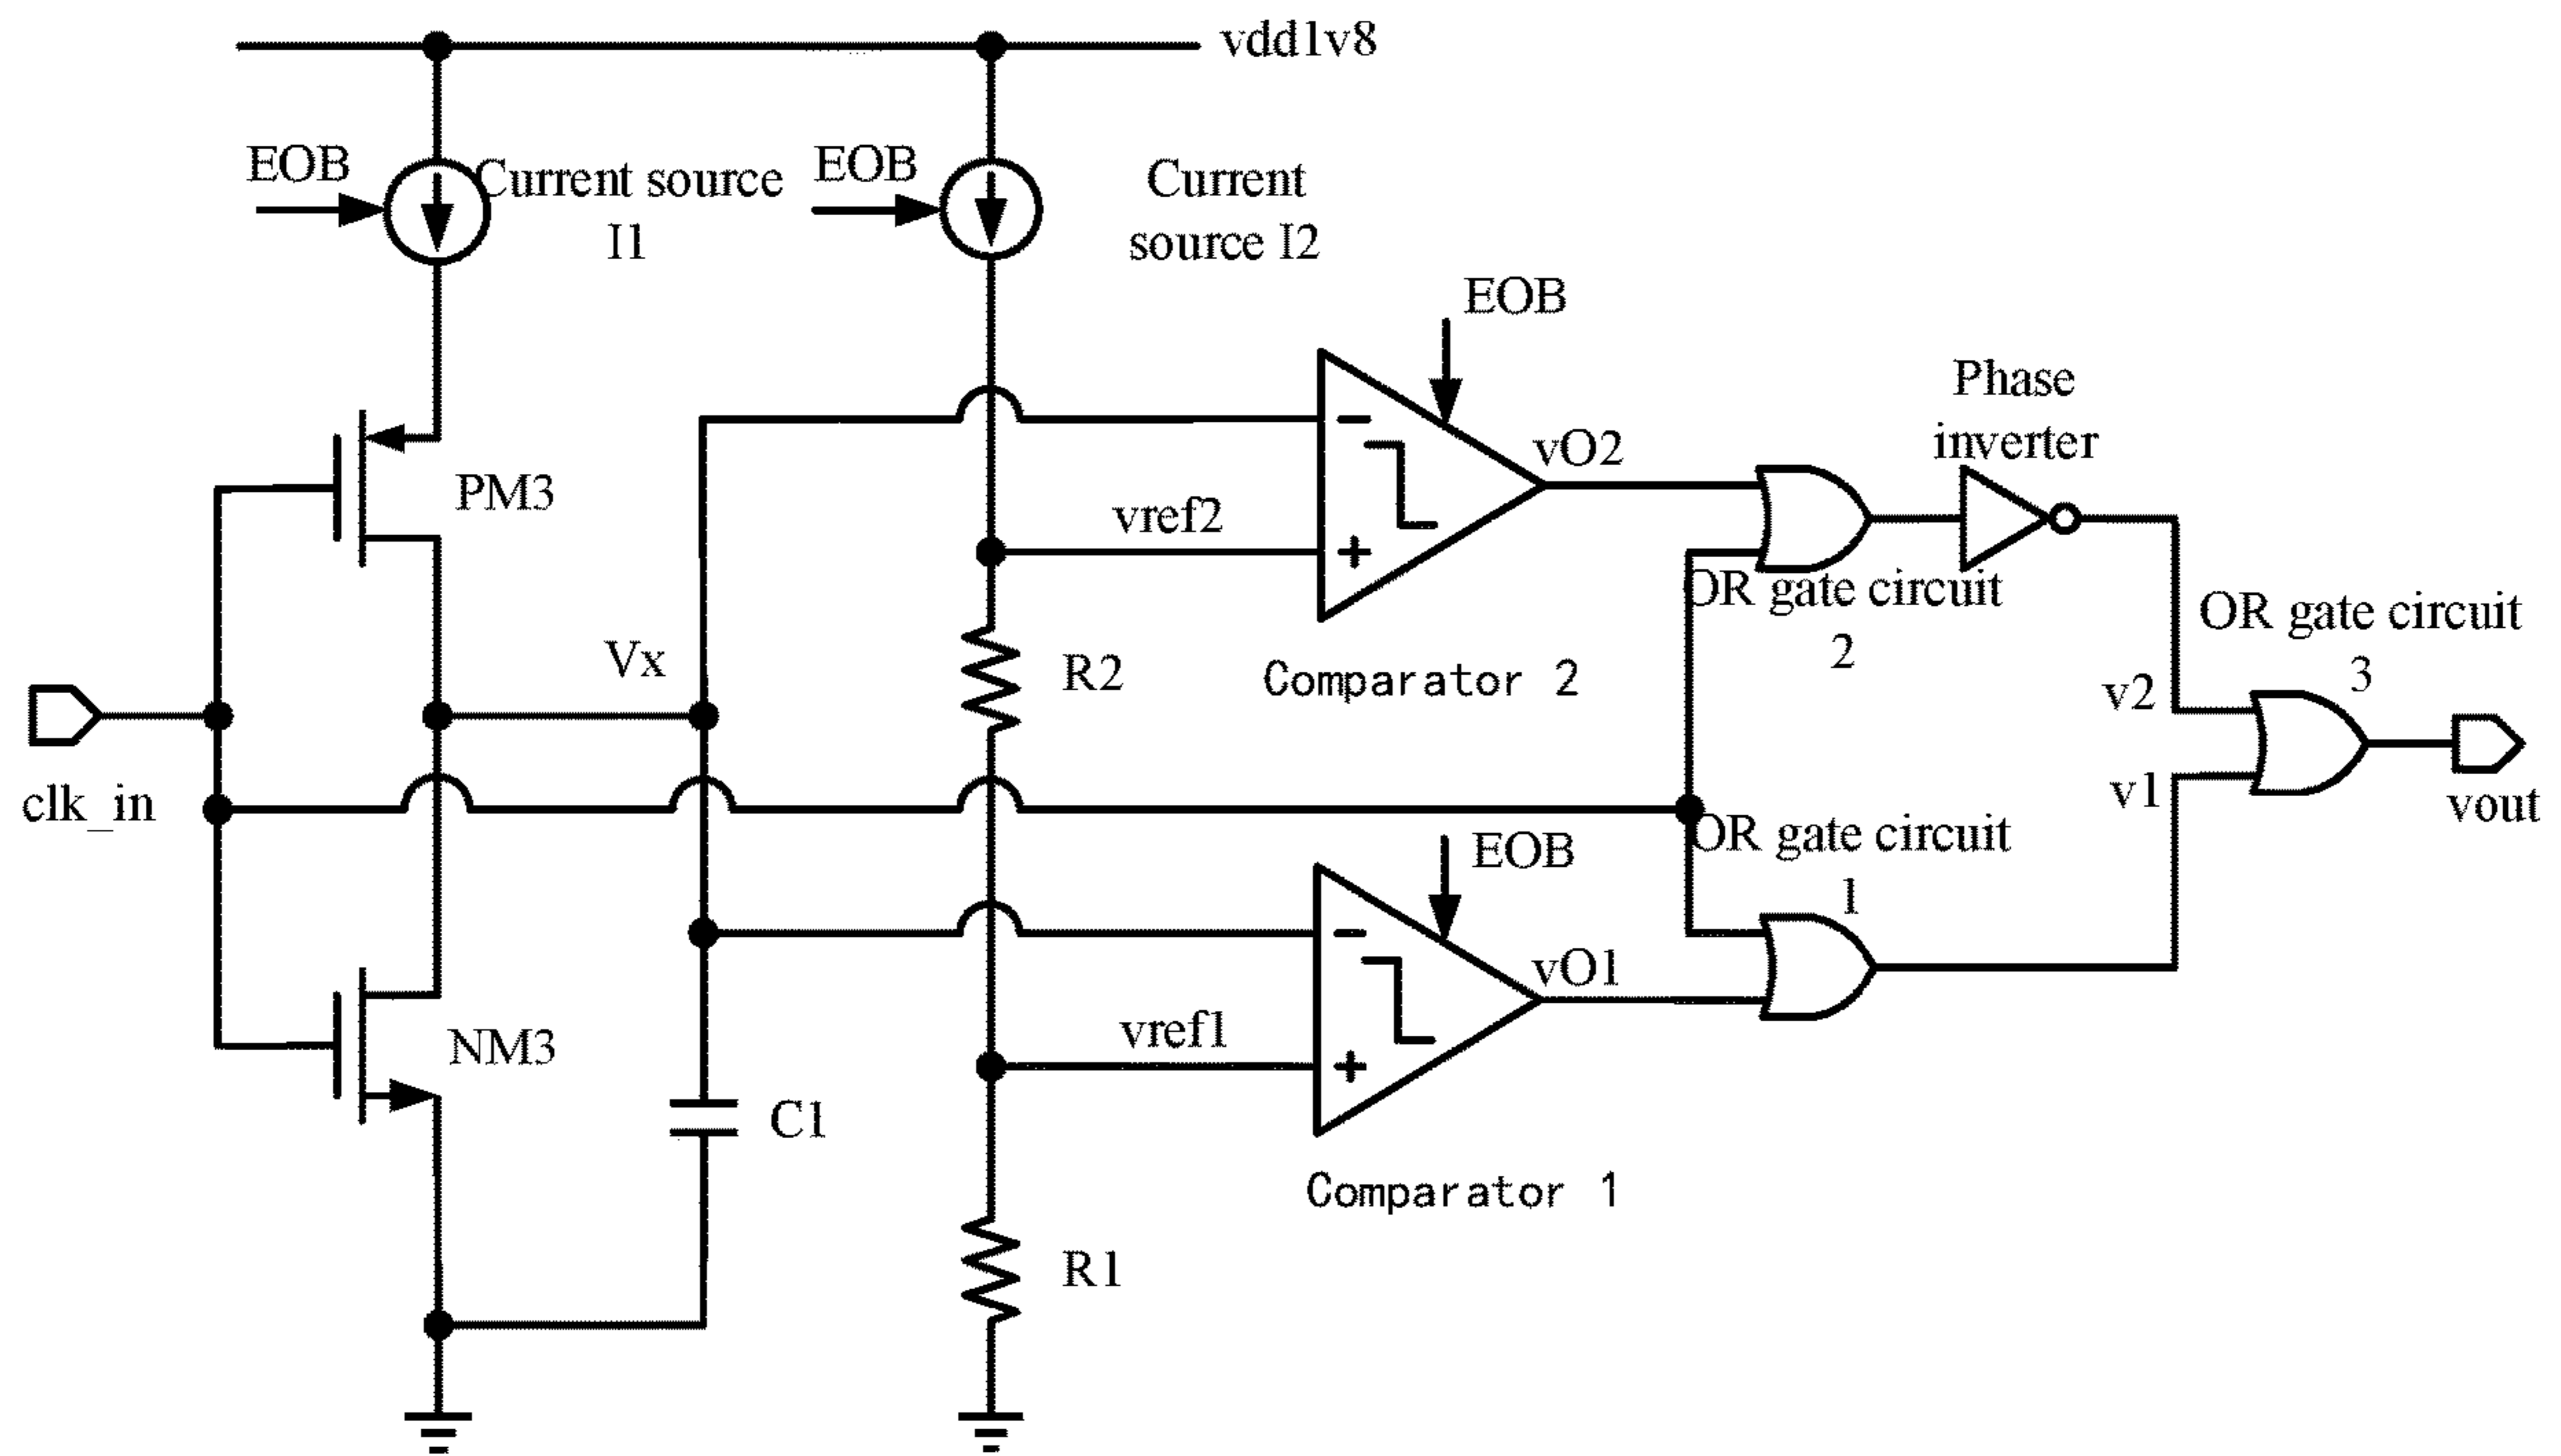 vdd1v8
EOB
Current source
I1
EOB
Current
source I2
EOB
Phase
inverter
vO2
PM3
vref2
OR gate circuit
2
OR gate circuit
3
Vx
R2
Comparator 2
v2
clk_in
v1
vout
EOB
OR gate circuit
1
vO1
vref1
NM3
C1
Comparator 1
R1